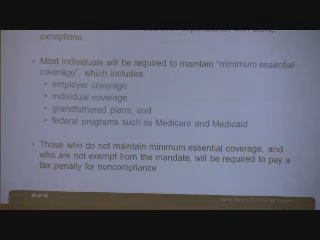 exceptions
• Most individuals will be required to maintain "minimum essential
coverage", which includes
• employer coverage
• individual coverage
• grandfathered plans, and
• federal programs such as Medicare and Medicaid
• Those who do not maintain minimum essential coverage, and
who are not exempt from the mandate, will be required to pay a
tax penalty for noncompliance